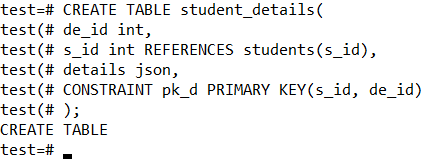 test=# CREATE TABLE student_details(
test(# de_id int,
test(# s_id int REFERENCES students(s_id),
test(# details json,
test(# CONSTRAINT pk_d PRIMARY KEY(s_id, de_id)
test(# );
CREATE TABLE
test=#